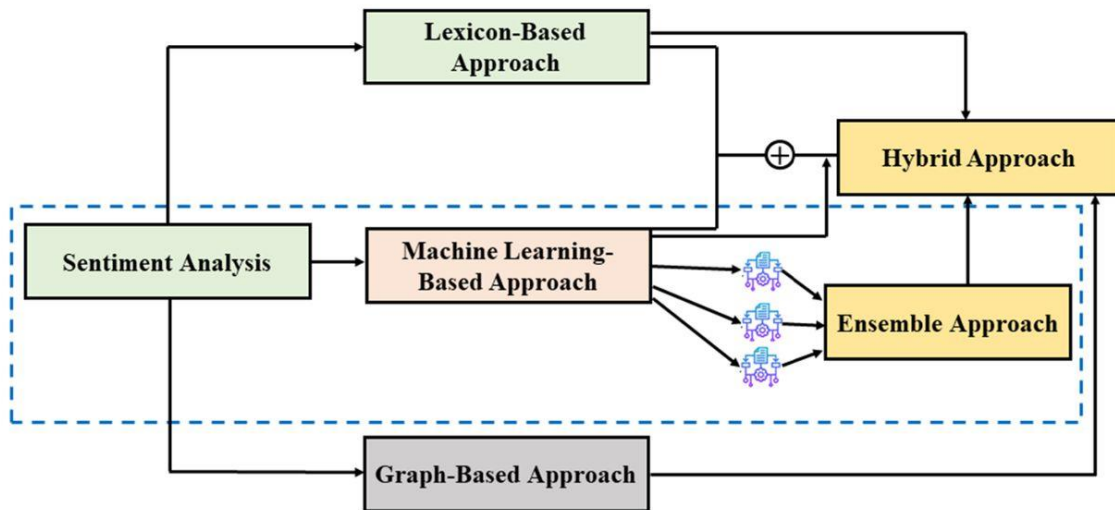 Lexicon-Based
Approach
Hybrid Approach
Sentiment Analysis
Machine Learning-
Based Approach
Ensemble Approach
Graph-Based Approach